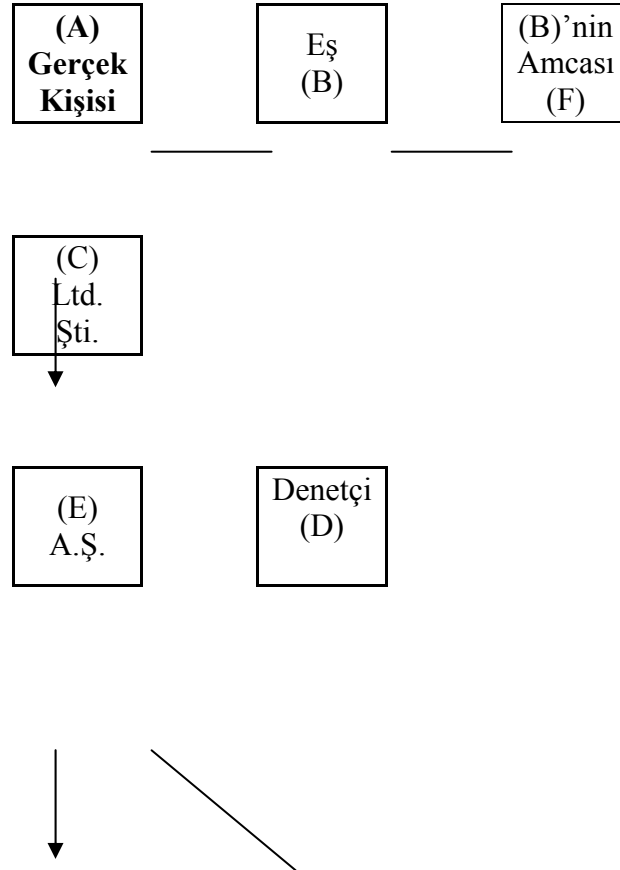 (A)
Gerçek
Kişisi
Eş
(B)
(B)’nin
Amcası
(F)
(C)
Ltd.
Şti.
(E)
A.Ş.
Denetçi
(D)